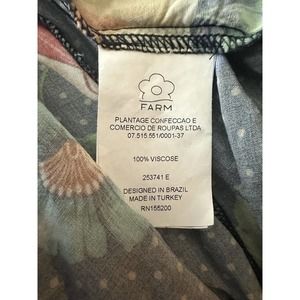 FARM
PLANTAGE CONFECCAO E
COMERCIO DE ROUPAS LTDA
07.515.551/0001-37
100% VISCOSE
253741 E
DESIGNED IN BRAZIL
MADE IN TURKEY
RN155200